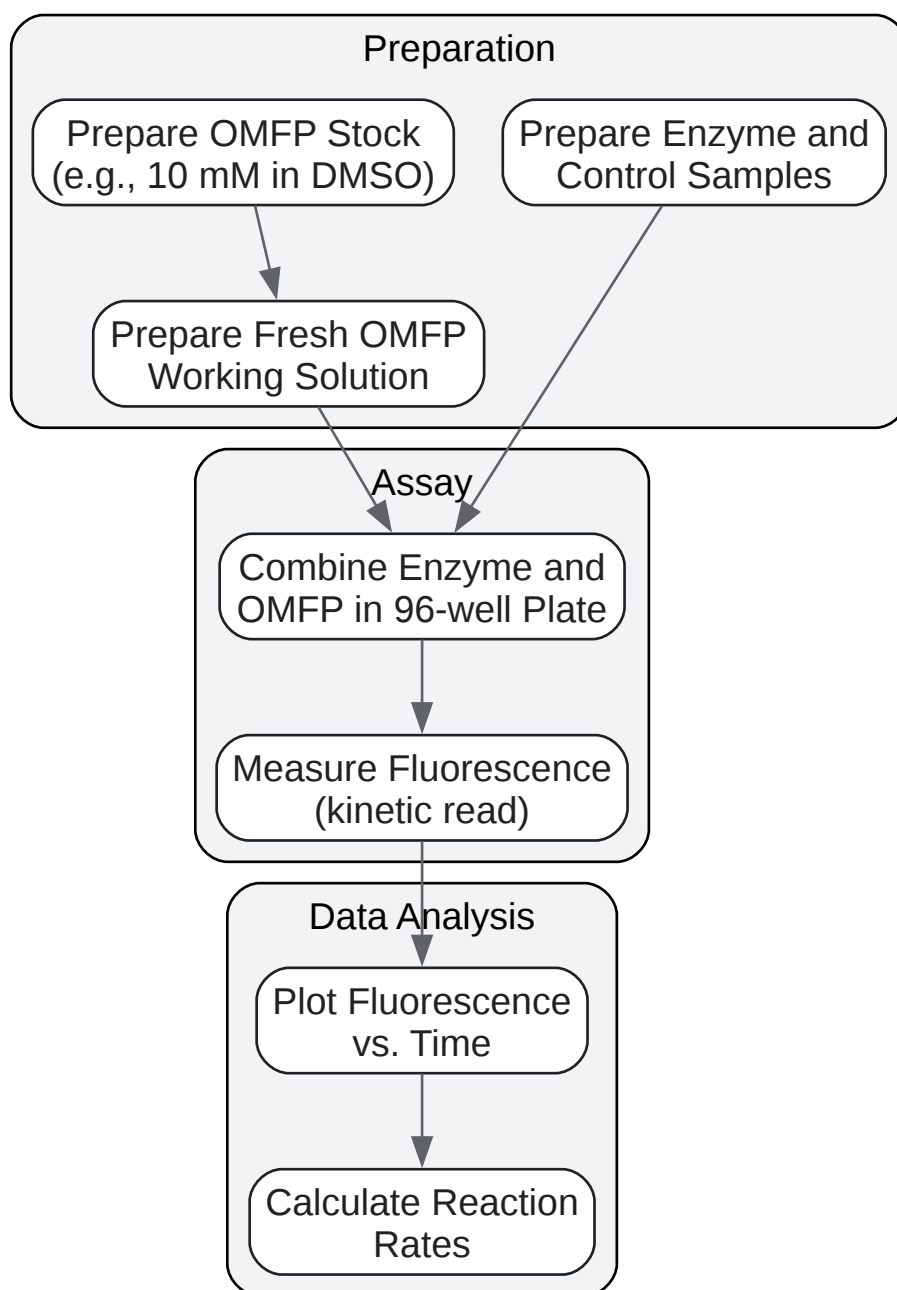 Preparation
Prepare OMFP Stock
(e.g., 10 mM in DMSO)
Prepare Enzyme and
Control Samples
Prepare Fresh OMFP
Working Solution
Assay
Combine Enzyme and
OMFP in 96-well Plate
Measure Fluorescence
(kinetic read)
Data Analysis
Plot Fluorescence
vs. Time
Calculate Reaction
Rates